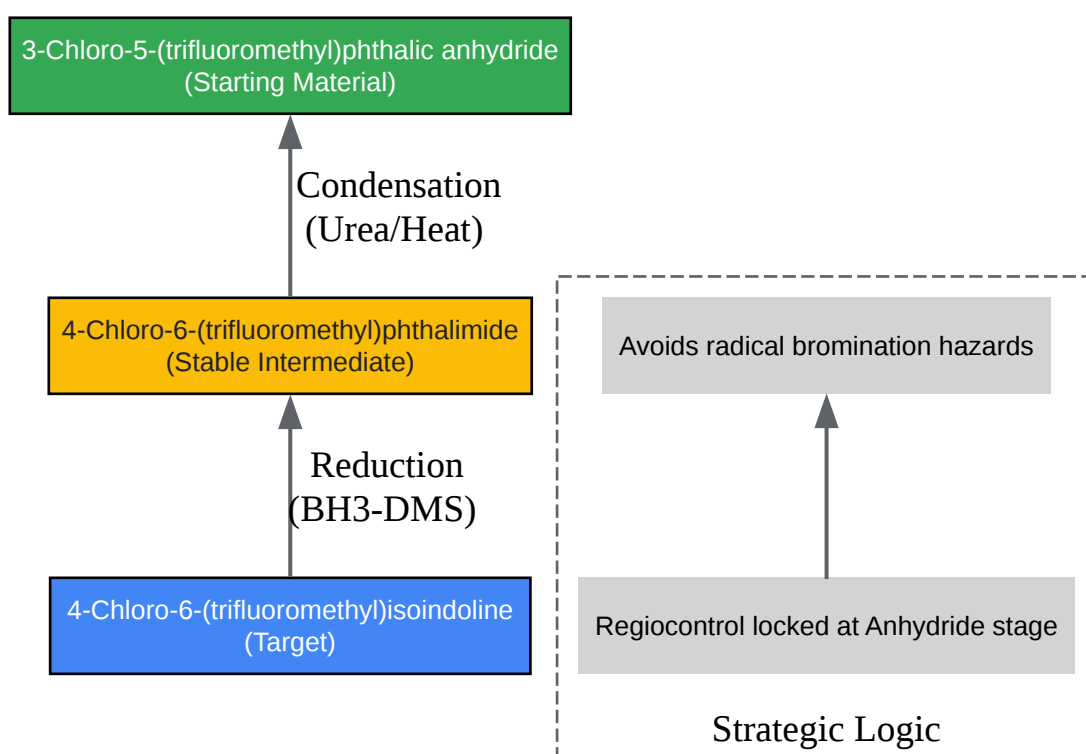 3-Chloro-5-(trifluoromethyl)phthalic anhydride
(Starting Material)
Condensation
(Urea/Heat)
4-Chloro-6-(trifluoromethyl)phthalimide
(Stable Intermediate)
Reduction
(BH3-DMS)
4-Chloro-6-(trifluoromethyl)isoindoline
(Target)
Avoids radical bromination hazards
Regiocontrol locked at Anhydride stage
Strategic Logic